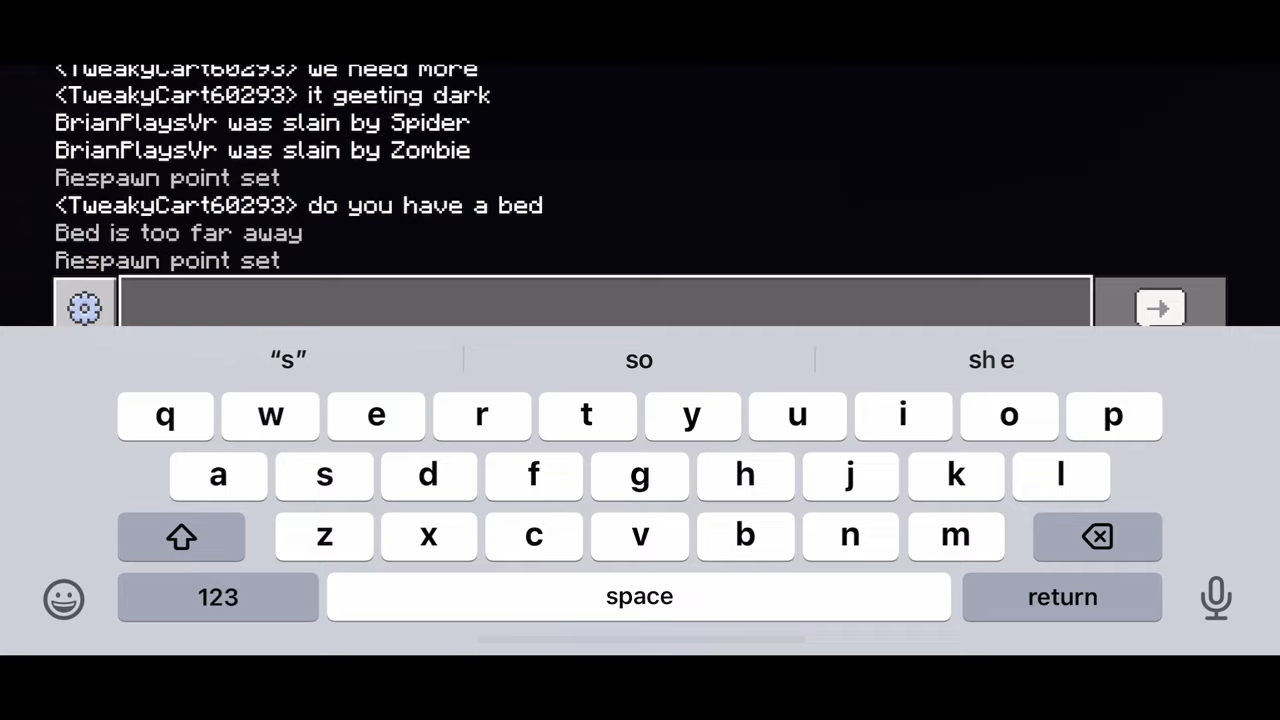 <TweakyCart60293> we need more
<TweakyCart60293> it geeting dark
BrianPlaysVr was slain by Spider
BrianPlaysVr was slain by Zombie
Respawn point set
<TweakyCart60293> do you have a bed
Bed is too far away
Respawn point set
“s” so she
q w e r t y u i o p
a s d f g h j k l
z x c v b n m
123 space return